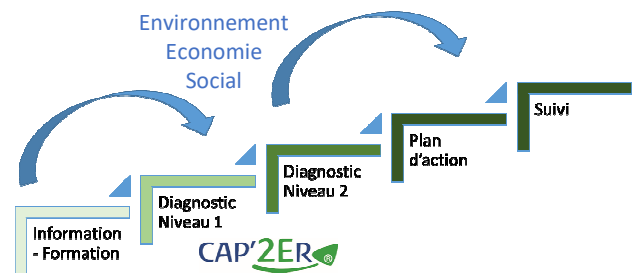 Environnement
Economie
Social
Suivi
Plan
d'action
Diagnostic
Niveau 2
Diagnostic
Niveau 1
Information
- Formation
CAP'2ER®